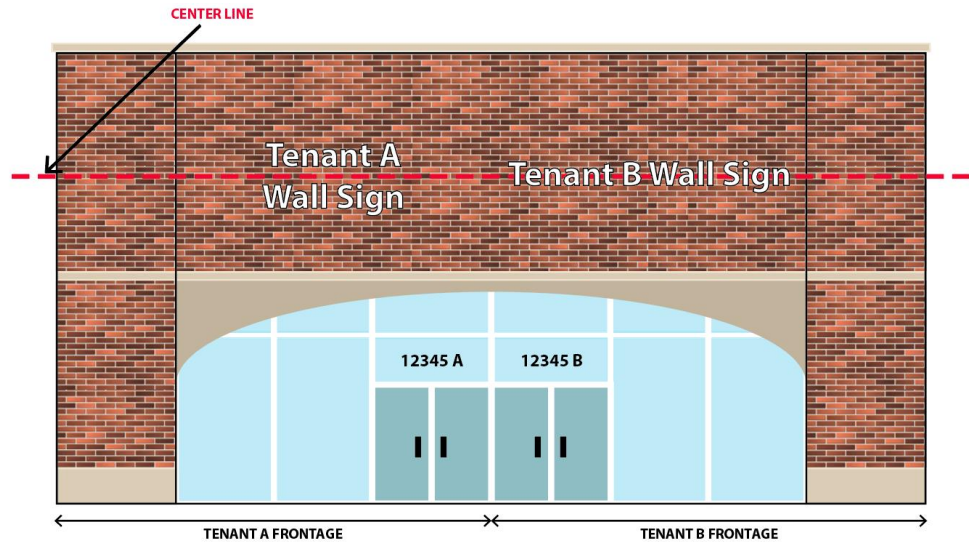 CENTER LINE
Tenant A
Wall Sign
Tenant B Wall Sign
12345 A
12345 B
TENANT A FRONTAGE
TENANT B FRONTAGE